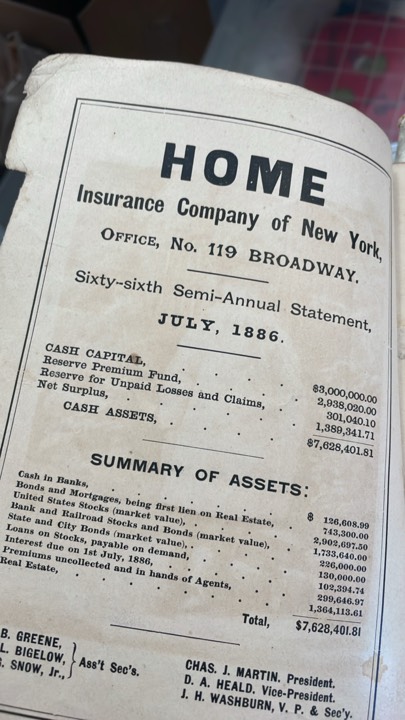 HOME
Insurance Company of New York,
OFFICE, No. 119 BROADWAY.
Sixty-sixth Semi-Annual Statement,
JULY, 1886.
CASH CAPITAL, . . . . $3,000,000.00
Reserve Premium Fund, . . . . 2,938,020.00
Reserve for Unpaid Losses and Claims, . 301,040.10
Net Surplus, . . . . . 1,389,341.71
CASH ASSETS, . . . . $7,628,401.81
SUMMARY OF ASSETS:
Cash in Banks, . . . . . . $ 126,608.99
Bonds and Mortgages, being first lien on Real Estate, . 743,300.00
United States Stocks (market value), . . . . 2,902,697.50
Bank and Railroad Stocks and Bonds (market value), . 1,733,640.00
State and City Bonds (market value), . . . . 226,000.00
Loans on Stocks, payable on demand, . . . . 130,000.00
Interest due on 1st July, 1886, . . . . . 102,394.74
Premiums uncollected and in hands of Agents, . . 299,646.97
Real Estate, . . . . . . 1,364,113.61
Total, $7,628,401.81
B. GREENE,
L. BIGELOW,
SNOW, Jr.,
Ass't Sec's.
CHAS. J. MARTIN. President.
D. A. HEALD. Vice-President.
J. H. WASHBURN, V. P. & Sec'y.